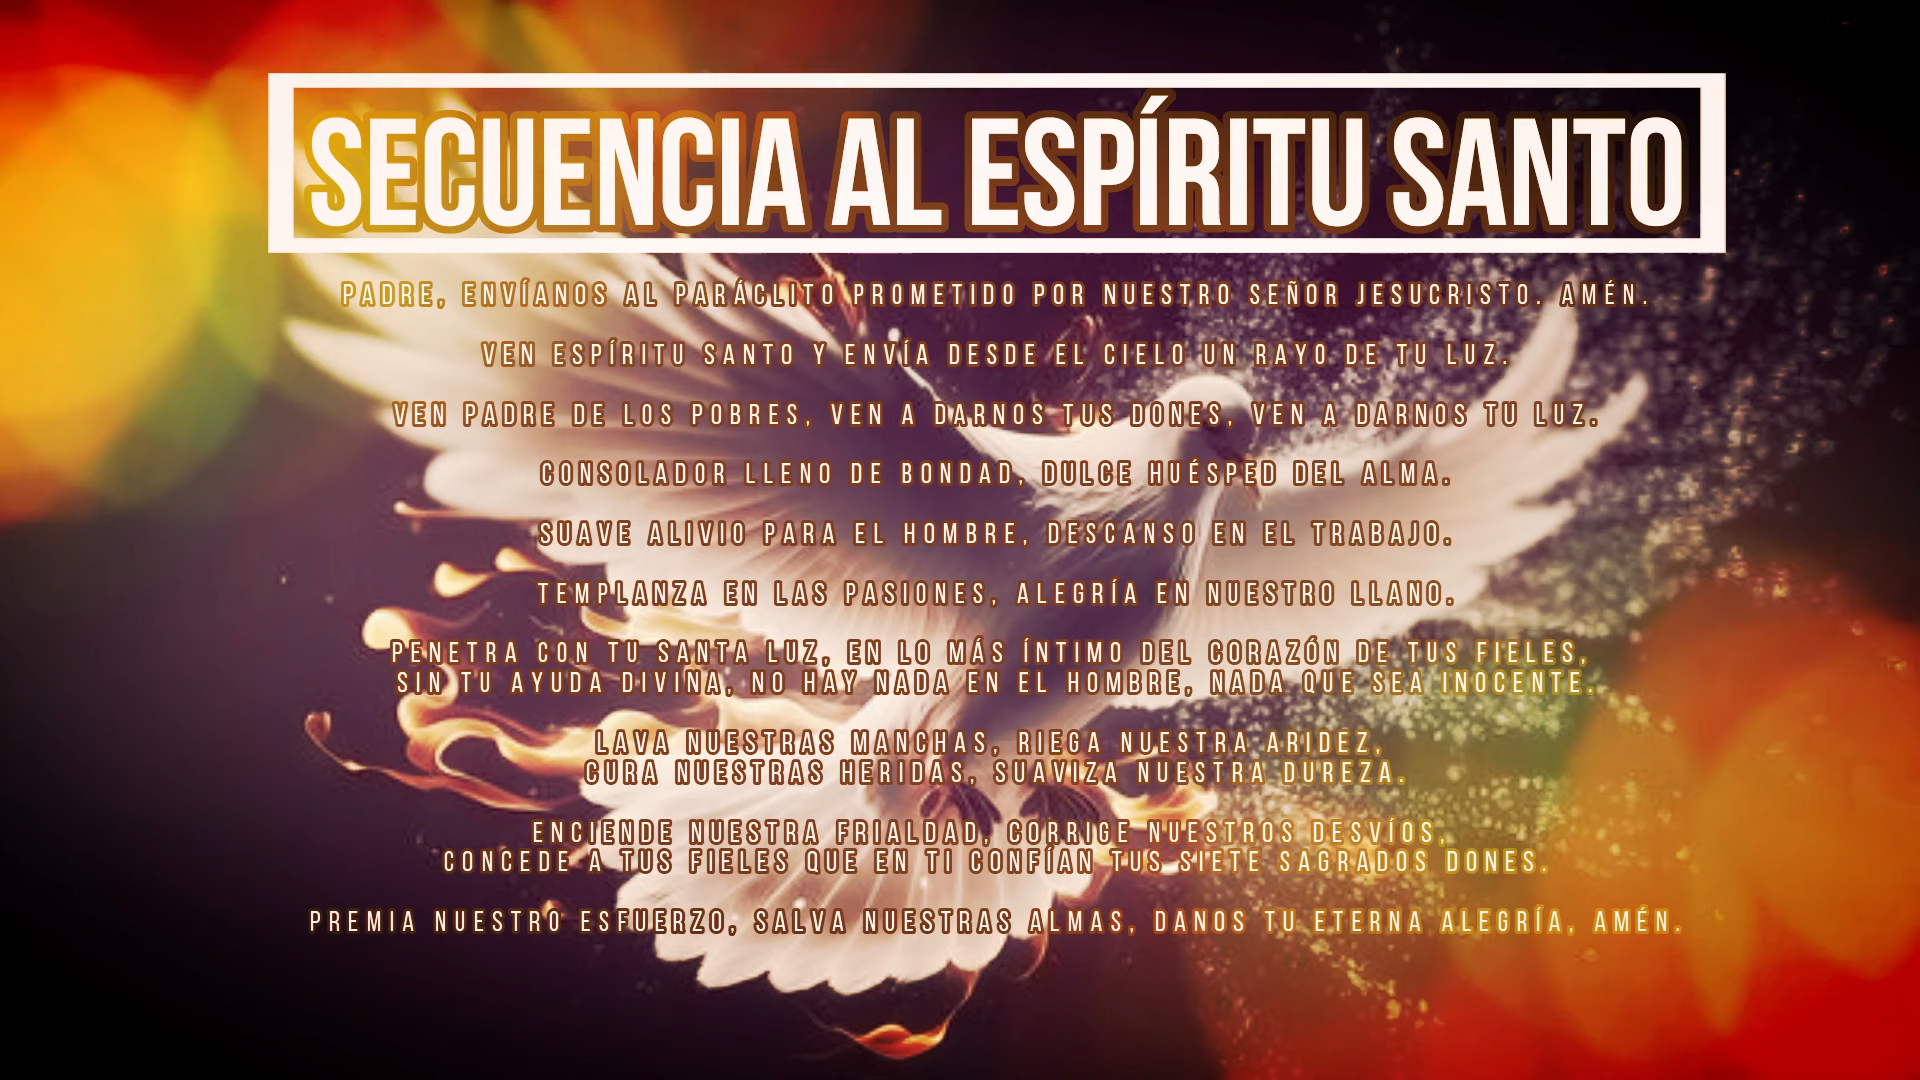 SECUENCIA AL ESPÍRITU SANTO
PADRE, ENVÍANOS AL PARÁCLITO PROMETIDO POR NUESTRO SEÑOR JESUCRISTO. AMÉN.
VEN ESPÍRITU SANTO Y ENVÍA DESDE EL CIELO UN RAYO DE TU LUZ.
VEN PADRE DE LOS POBRES, VEN A DARNOS TUS DONES, VEN A DARNOS TU LUZ.
CONSOLADOR LLENO DE BONDAD, DULCE HUÉSPED DEL ALMA.
SUAVE ALIVIO PARA EL HOMBRE, DESCANSO EN EL TRABAJO.
TEMPLANZA EN LAS PASIONES, ALEGRÍA EN NUESTRO LLANO.
PENETRA CON TU SANTA LUZ, EN LO MÁS ÍNTIMO DEL CORAZÓN DE TUS FIELES,
SIN TU AYUDA DIVINA, NO HAY NADA EN EL HOMBRE, NADA QUE SEA INOCENTE.
LAVA NUESTRAS MANCHAS, RIEGA NUESTRA ARIDEZ,
CURA NUESTRAS HERIDAS, SUAVIZA NUESTRA DUREZA.
ENCIENDE NUESTRA FRIALDAD, CORRIGE NUESTROS DESVÍOS,
CONCEDE A TUS FIELES QUE EN TI CONFÍAN TUS SIETE SAGRADOS DONES.
PREMIA NUESTRO ESFUERZO, SALVA NUESTRAS ALMAS, DANOS TU ETERNA ALEGRÍA, AMÉN.